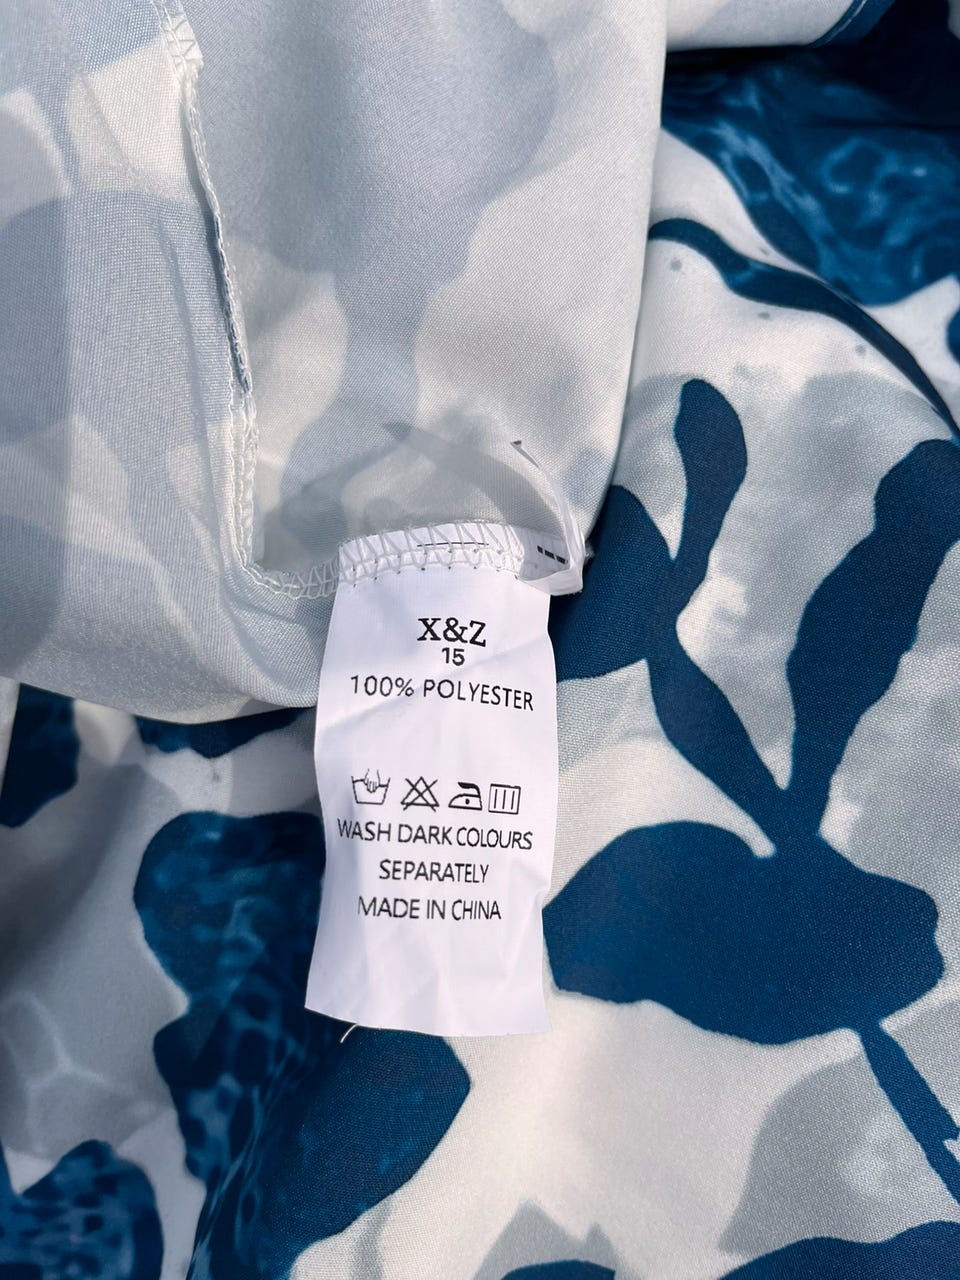 X&Z
15
100% POLYESTER
WASH DARK COLOURS
SEPARATELY
MADE IN CHINA